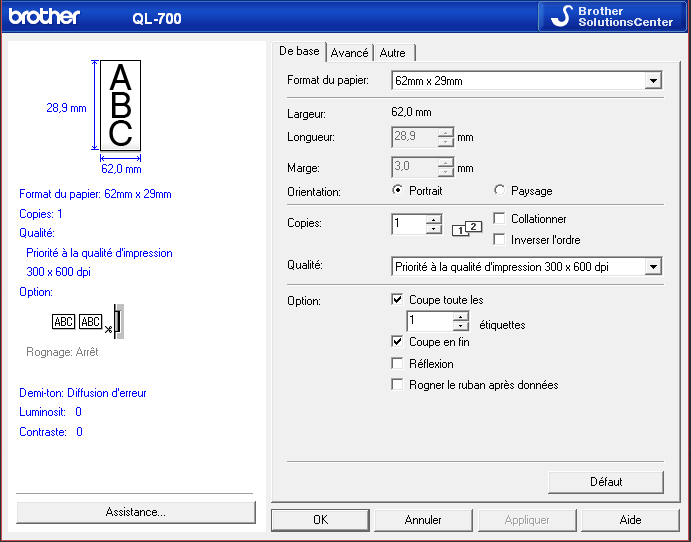 brother QL-700 Brother SolutionsCenter
A
B
C
28,9 mm
62,0 mm
Format du papier: 62mm x 29mm
Copies: 1
Qualité:
Priorité à la qualité d'impression
300 x 600 dpi
Option:
ABC ABC
Rognage: Arrêt
Demi-ton: Diffusion d'erreur
Luminosit: 0
Contraste: 0
Assistance...
De base Avancé Autre
Format du papier: 62mm x 29mm
Largeur: 62,0 mm
Longueur: 28,9 mm
Marge: 3,0 mm
Orientation: Portrait Paysage
Copies: 1 1 2 Collationner
Inverser l'ordre
Qualité: Priorité à la qualité d'impression 300 x 600 dpi
Option: Coupe toute les
1 étiquettes
Coupe en fin
Réflexion
Rogner le ruban après données
Défaut
OK Annuler Appliquer Aide